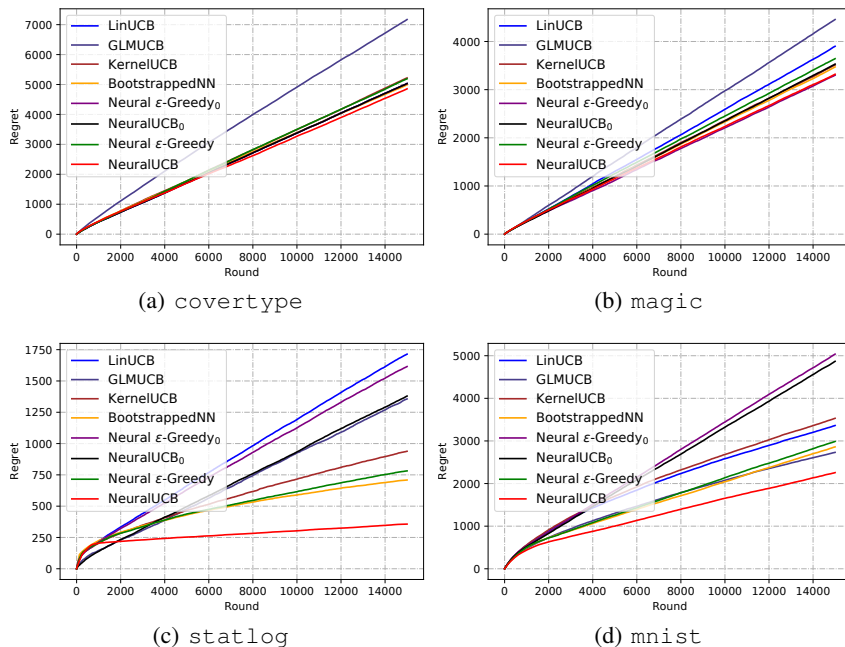 7000
6000
5000
4000
3000
2000
1000
0
Regret
LinUCB
GLMUCB
KernelUCB
BootstrappedNN
Neural ε-Greedy₀
NeuralUCB₀
Neural ε-Greedy
NeuralUCB
0 2000 4000 6000 8000 10000 12000 14000
Round
(a) covertype
4000
3000
2000
1000
0
Regret
LinUCB
GLMUCB
KernelUCB
BootstrappedNN
Neural ε-Greedy₀
NeuralUCB₀
Neural ε-Greedy
NeuralUCB
0 2000 4000 6000 8000 10000 12000 14000
Round
(b) magic
1750
1500
1250
1000
750
500
250
0
Regret
LinUCB
GLMUCB
KernelUCB
BootstrappedNN
Neural ε-Greedy₀
NeuralUCB₀
Neural ε-Greedy
NeuralUCB
0 2000 4000 6000 8000 10000 12000 14000
Round
(c) statlog
5000
4000
3000
2000
1000
0
Regret
LinUCB
GLMUCB
KernelUCB
BootstrappedNN
Neural ε-Greedy₀
NeuralUCB₀
Neural ε-Greedy
NeuralUCB
0 2000 4000 6000 8000 10000 12000 14000
Round
(d) mnist